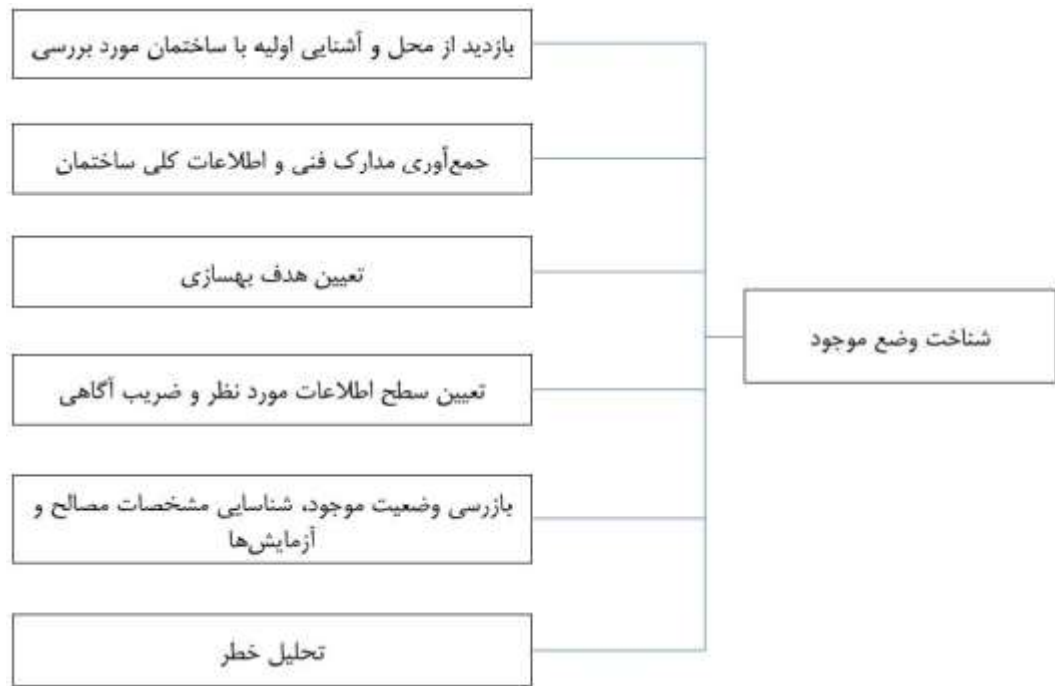 شناخت وضع موجود
بازدید از محل و آشنایی اولیه با ساختمان مورد بررسی
جمع‌آوری مدارک فنی و اطلاعات کلی ساختمان
تعیین هدف بهسازی
تعیین سطح اطلاعات مورد نظر و ضریب آگاهی
بازرسی وضعیت موجود، شناسایی مشخصات مصالح و
آزمایش‌ها
تحلیل خطر